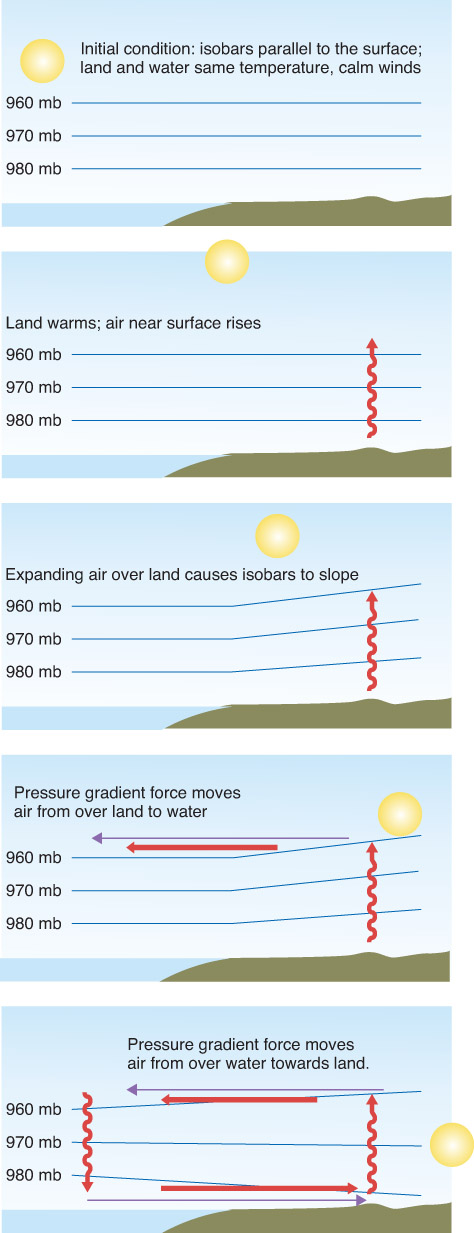 Initial condition: isobars parallel to the surface;
land and water same temperature, calm winds
960 mb
970 mb
980 mb
Land warms; air near surface rises
960 mb
970 mb
980 mb
Expanding air over land causes isobars to slope
960 mb
970 mb
980 mb
Pressure gradient force moves
air from over land to water
960 mb
970 mb
980 mb
Pressure gradient force moves
air from over water towards land.
960 mb
970 mb
980 mb